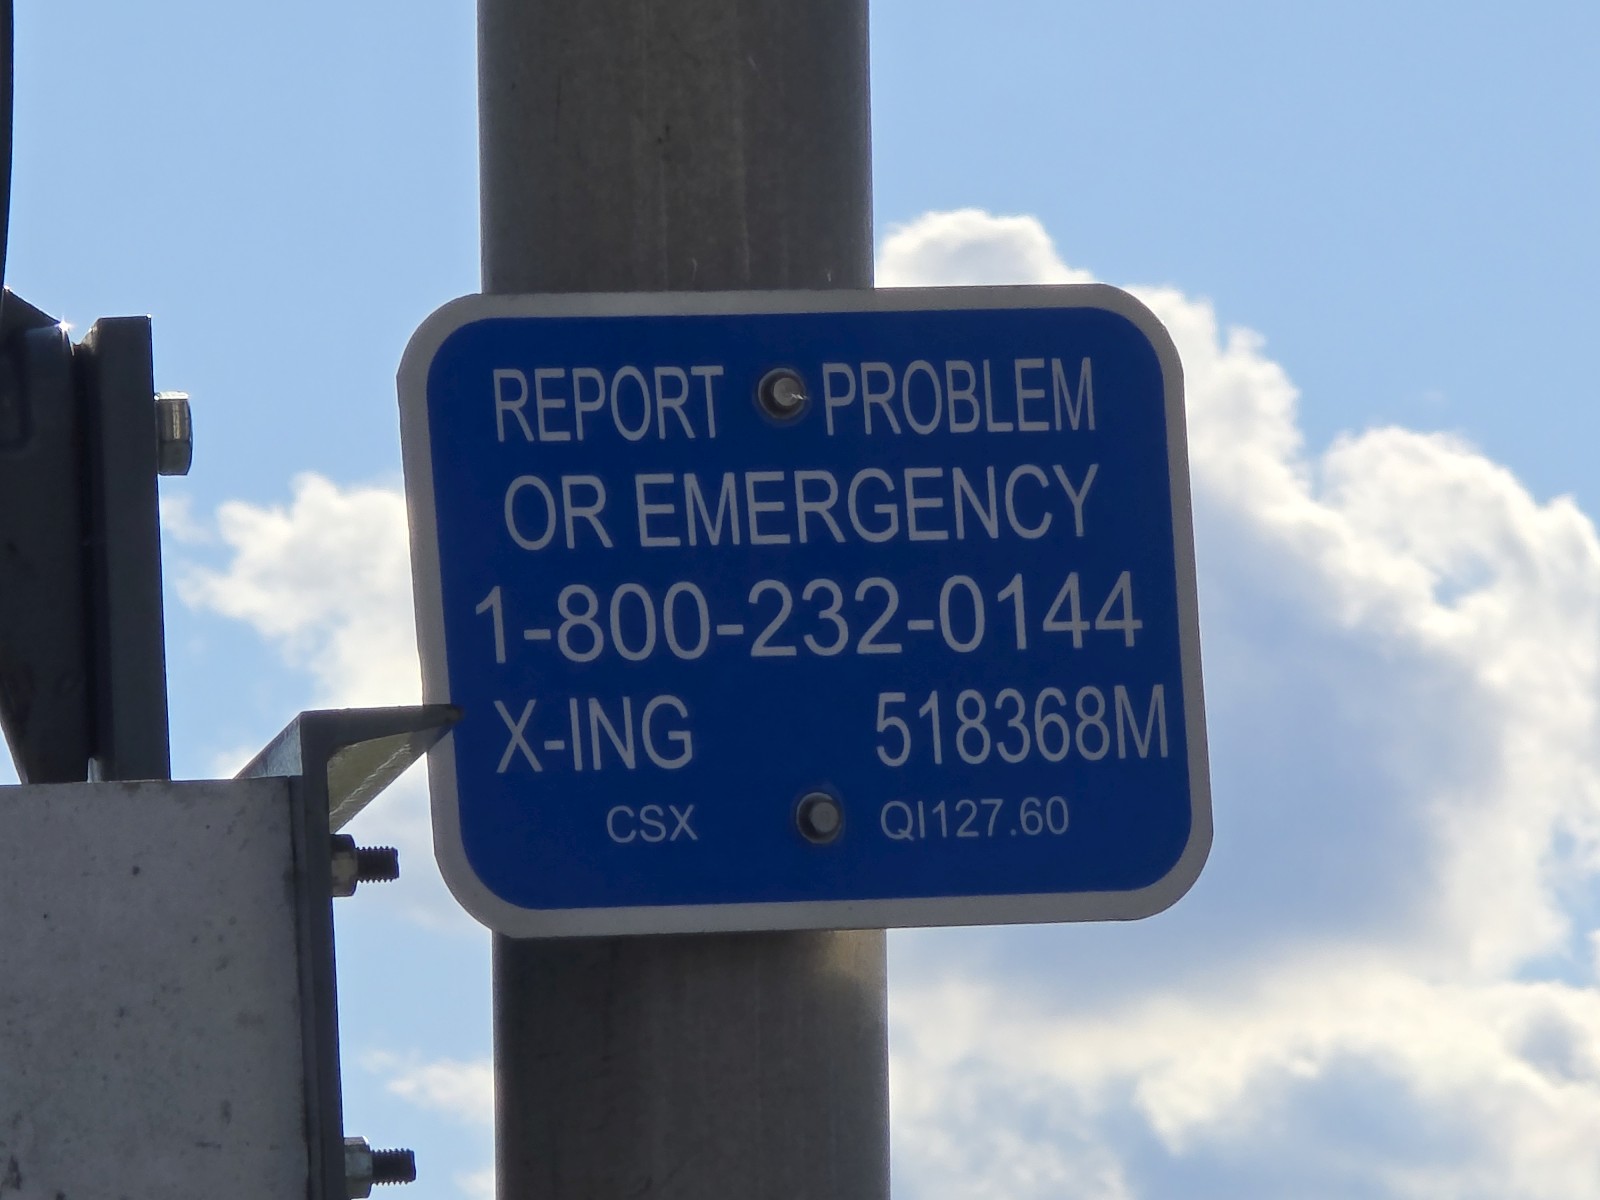 REPORT PROBLEM
OR EMERGENCY
1-800-232-0144
X-ING 518368M
CSX QI127.60